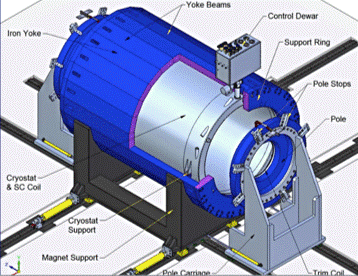 Yoke Beams
Control Dewar
Iron Yoke
Support Ring
Pole Stops
Pole
Cryostat
& SC Coil
Cryostat
Support
Magnet Support
Pole Carriage
Trim Coil